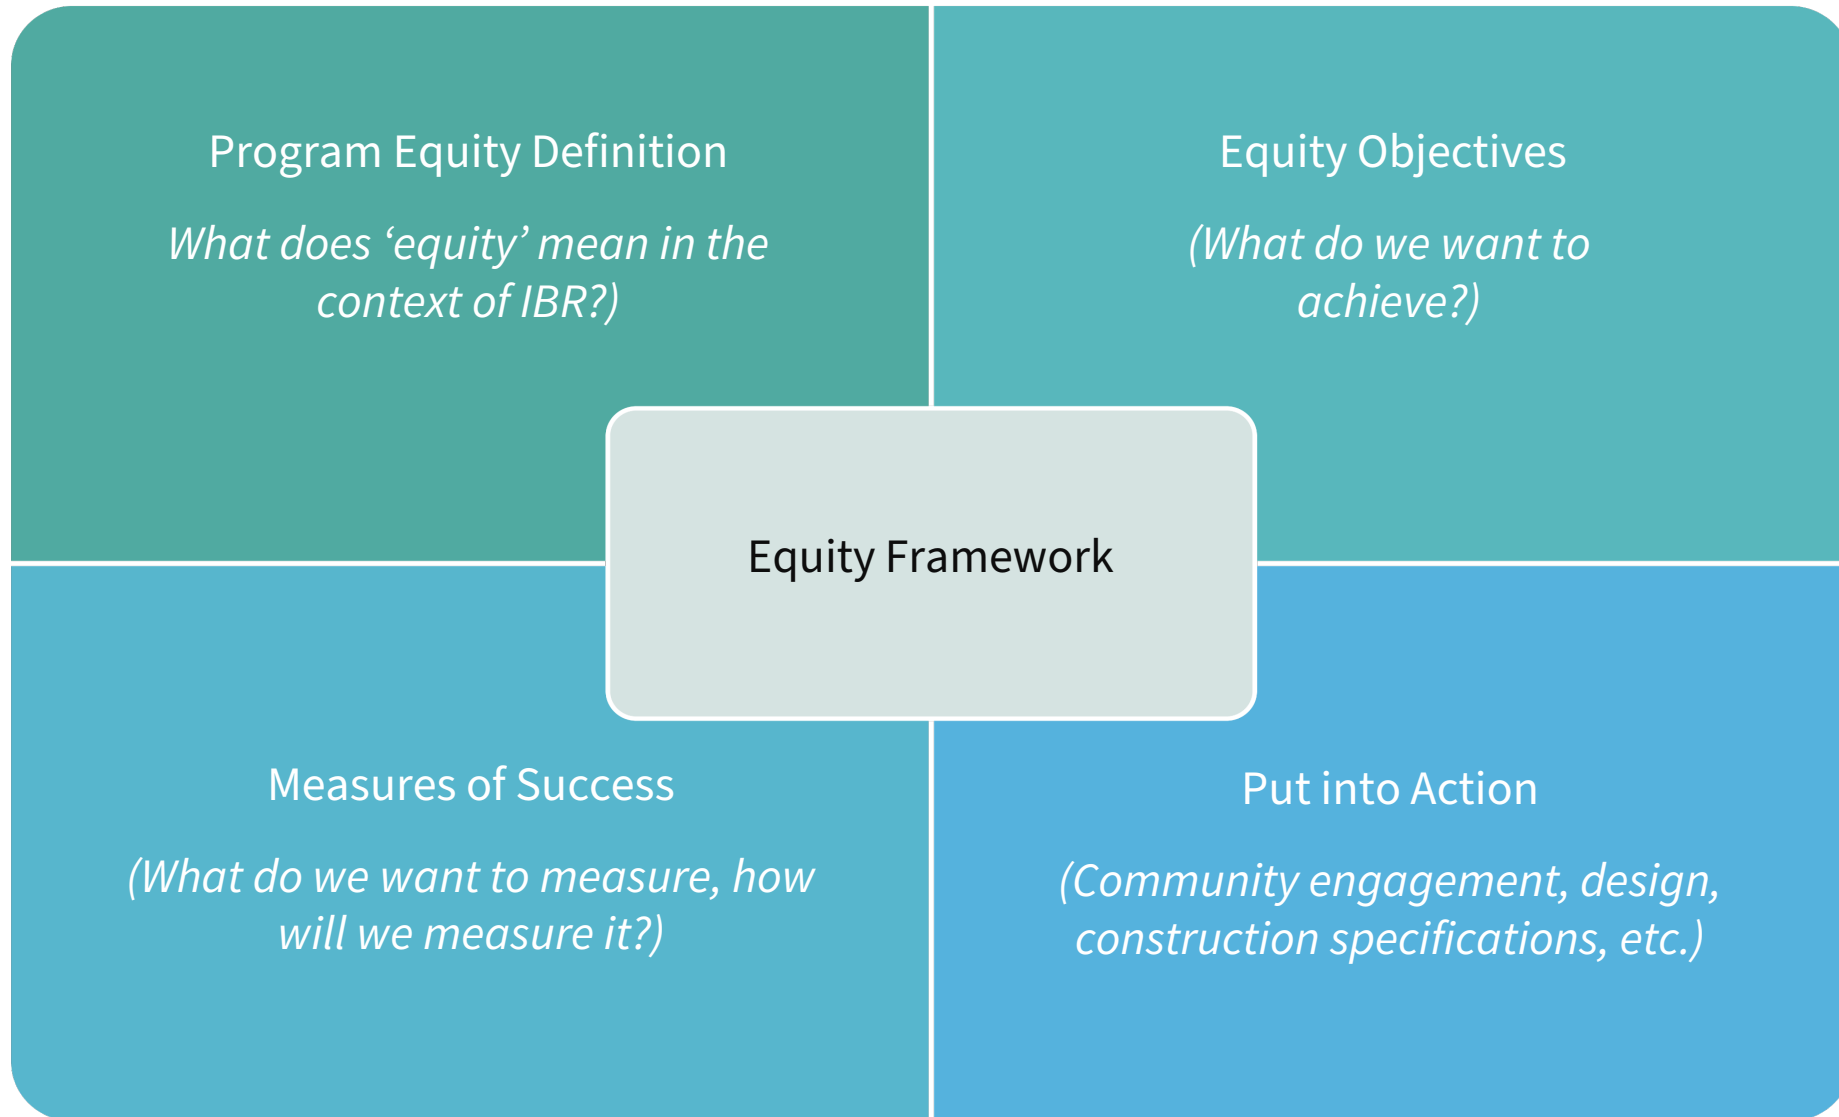 Program Equity Definition
What does ‘equity’ mean in the
context of IBR?)
Equity Objectives
(What do we want to
achieve?)
Equity Framework
Measures of Success
(What do we want to measure, how
will we measure it?)
Put into Action
(Community engagement, design,
construction specifications, etc.)